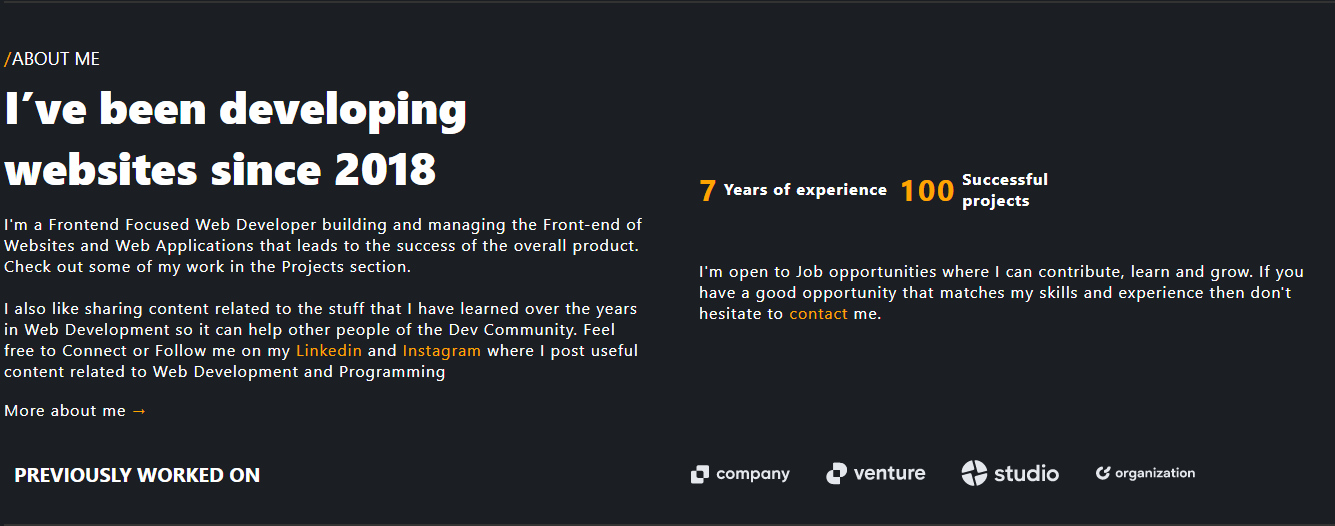 /ABOUT ME
I´ve been developing
websites since 2018
I'm a Frontend Focused Web Developer building and managing the Front-end of
Websites and Web Applications that leads to the success of the overall product.
Check out some of my work in the Projects section.
I also like sharing content related to the stuff that I have learned over the years
in Web Development so it can help other people of the Dev Community. Feel
free to Connect or Follow me on my Linkedin and Instagram where I post useful
content related to Web Development and Programming
More about me →
7 Years of experience
100 Successful
projects
I'm open to Job opportunities where I can contribute, learn and grow. If you
have a good opportunity that matches my skills and experience then don't
hesitate to contact me.
PREVIOUSLY WORKED ON
company
venture
studio
organization